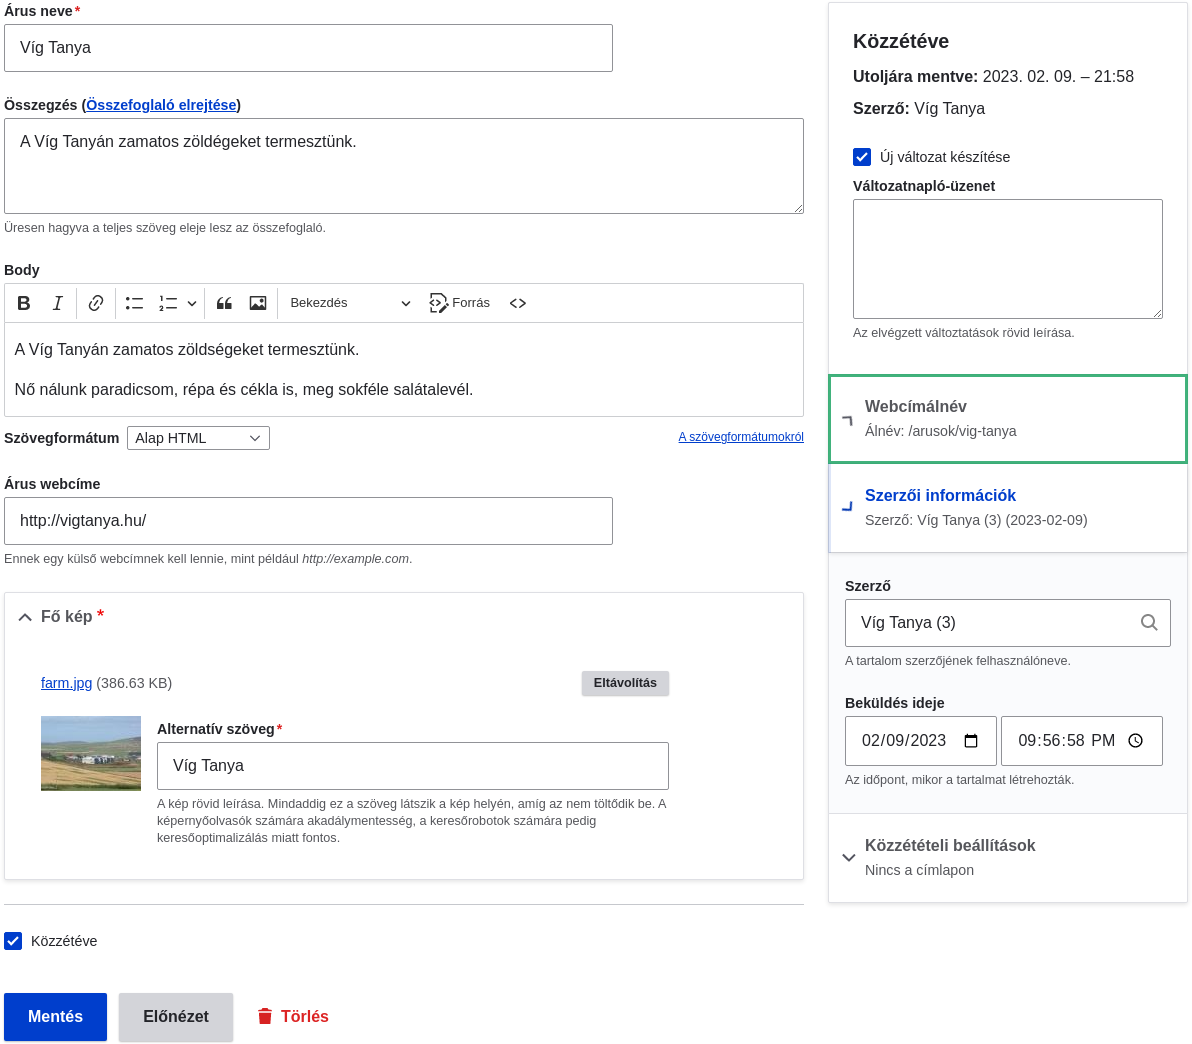 Árus neve*
Víg Tanya
Összegzés (Összefoglaló elrejtése)
A Víg Tanyán zamatos zöldégeket termesztünk.
Üresen hagyva a teljes szöveg eleje lesz az összefoglaló.
Body
B I Bekezdés Forrás
A Víg Tanyán zamatos zöldségeket termesztünk.
Nő nálunk paradicsom, répa és cékla is, meg sokféle salátalevél.
Szövegformátum Alap HTML A szövegformátumokról
Árus webcíme
http://vigtanya.hu/
Ennek egy külső webcímnek kell lennie, mint például http://example.com.
Fő kép *
farm.jpg (386.63 KB) Eltávolítás
Alternatív szöveg*
Víg Tanya
A kép rövid leírása. Mindaddig ez a szöveg látszik a kép helyén, amíg az nem töltődik be. A
képernyőolvasók számára akadálymentesség, a keresőrobotok számára pedig
keresőoptimalizálás miatt fontos.
Közzétéve
Mentés Előnézet Törlés
Közzétéve
Utoljára mentve: 2023. 02. 09. – 21:58
Szerző: Víg Tanya
Új változat készítése
Változatnapló-üzenet
Az elvégzett változtatások rövid leírása.
Webcímálnév
Álnév: /arusok/vig-tanya
Szerzői információk
Szerző: Víg Tanya (3) (2023-02-09)
Szerző
Víg Tanya (3)
A tartalom szerzőjének felhasználóneve.
Beküldés ideje
02/09/2023 09:56:58 PM
Az időpont, mikor a tartalmat létrehozták.
Közzétételi beállítások
Nincs a címlapon